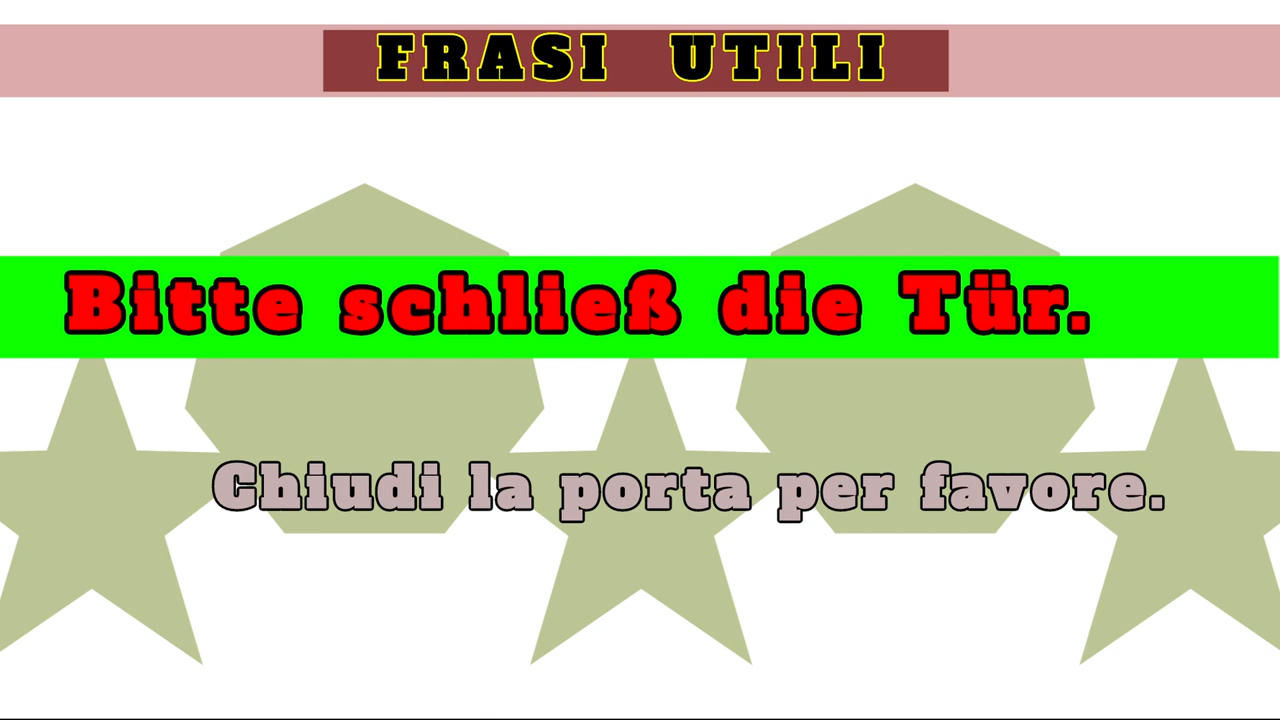 FRASI UTILI
Bitte schließ die Tür.
Chiudi la porta per favore.